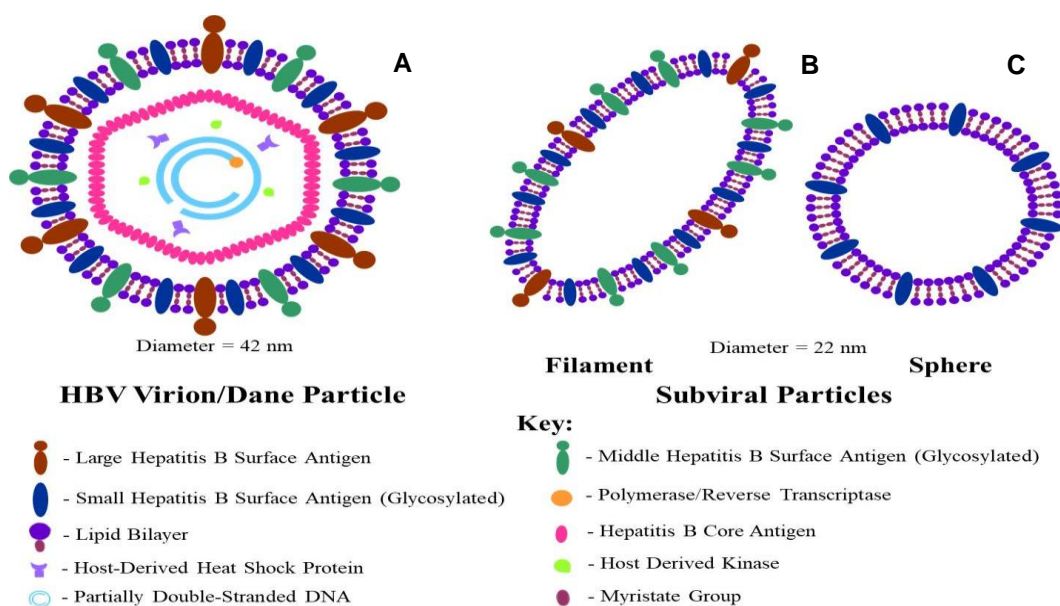 A
B
C
Diameter = 42 nm
Diameter = 22 nm
Filament
Sphere
HBV Virion/Dane Particle
Subviral Particles
Key:
- Large Hepatitis B Surface Antigen
- Small Hepatitis B Surface Antigen (Glycosylated)
- Lipid Bilayer
- Host-Derived Heat Shock Protein
- Partially Double-Stranded DNA
- Middle Hepatitis B Surface Antigen (Glycosylated)
- Polymerase/Reverse Transcriptase
- Hepatitis B Core Antigen
- Host Derived Kinase
- Myristate Group